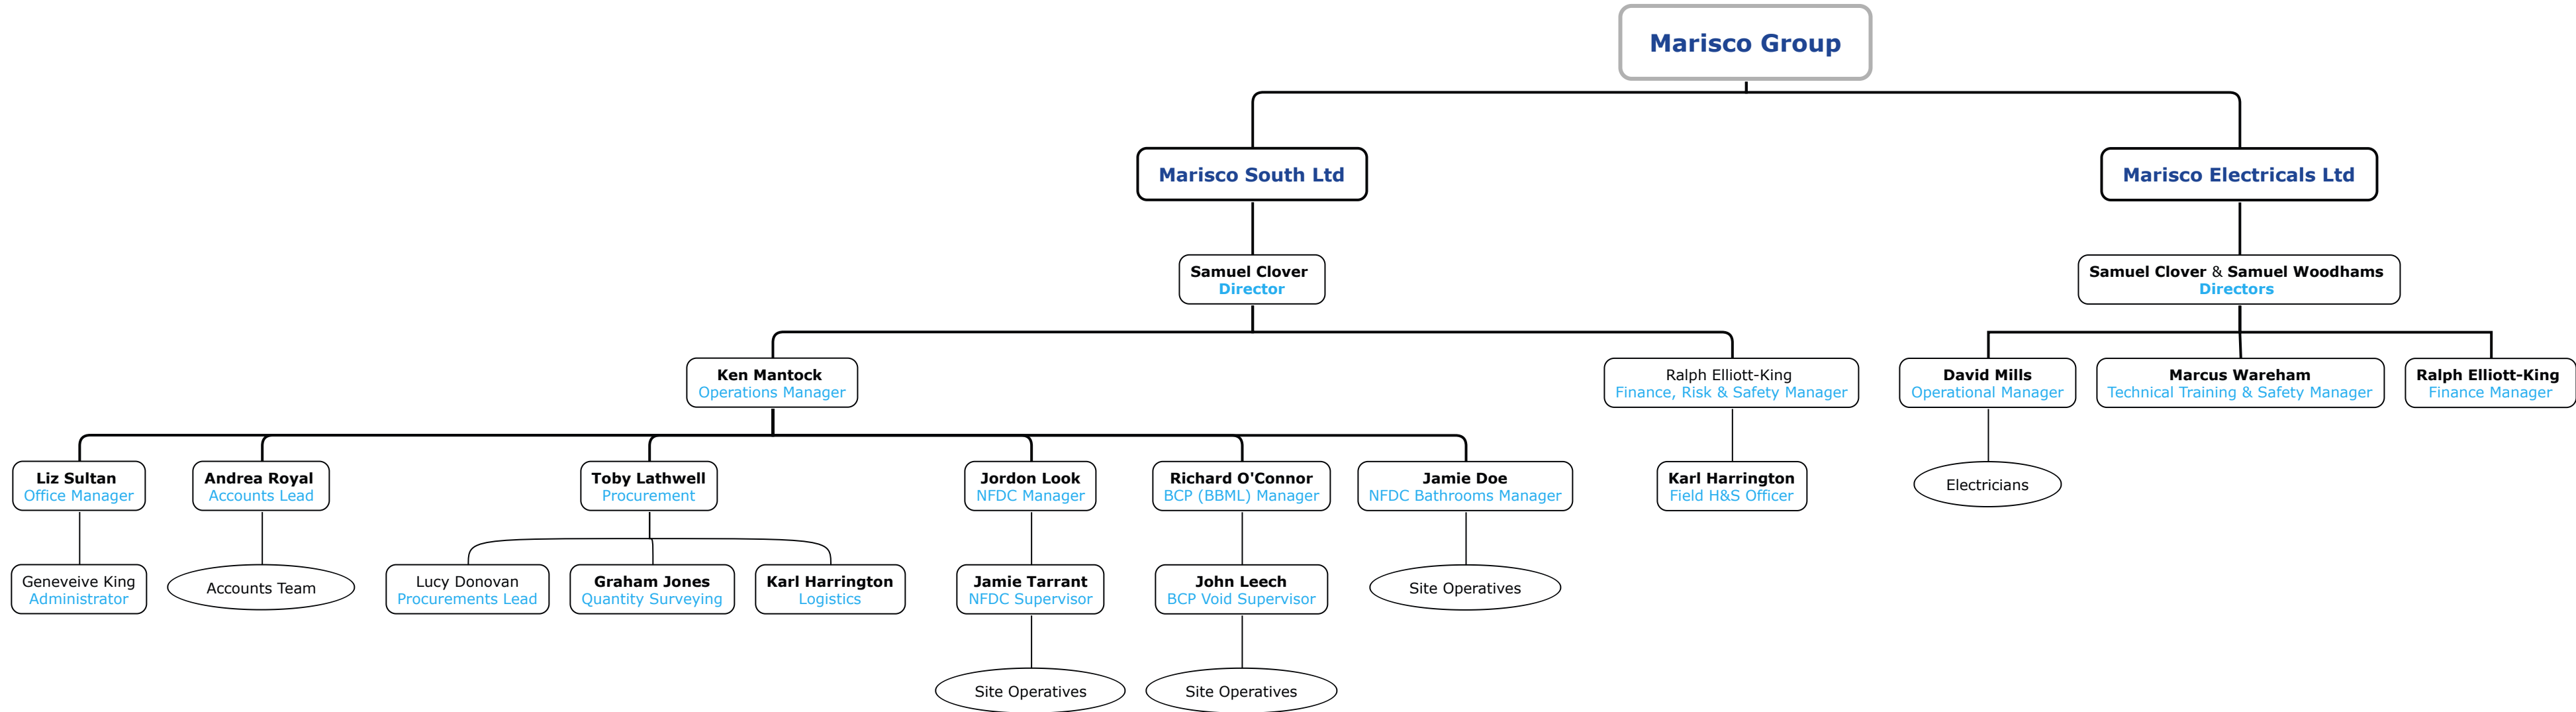 Marisco Group
Marisco South Ltd
Marisco Electricals Ltd
Samuel Clover
Director
Samuel Clover & Samuel Woodhams
Directors
Ken Mantock
Operations Manager
Ralph Elliott-King
Finance, Risk & Safety Manager
David Mills
Operational Manager
Marcus Wareham
Technical Training & Safety Manager
Ralph Elliott-King
Finance Manager
Liz Sultan
Office Manager
Andrea Royal
Accounts Lead
Toby Lathwell
Procurement
Jordon Look
NFDC Manager
Richard O'Connor
BCP (BBML) Manager
Jamie Doe
NFDC Bathrooms Manager
Karl Harrington
Field H&S Officer
Electricians
Geneveive King
Administrator
Accounts Team
Lucy Donovan
Procurements Lead
Graham Jones
Quantity Surveying
Karl Harrington
Logistics
Jamie Tarrant
NFDC Supervisor
John Leech
BCP Void Supervisor
Site Operatives
Site Operatives
Site Operatives